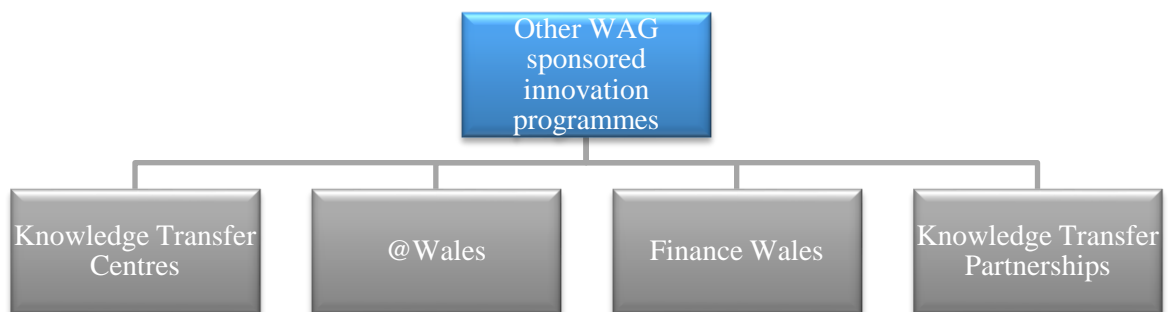 Other WAG
sponsored
innovation
programmes
Knowledge Transfer
Centres
@Wales
Finance Wales
Knowledge Transfer
Partnerships